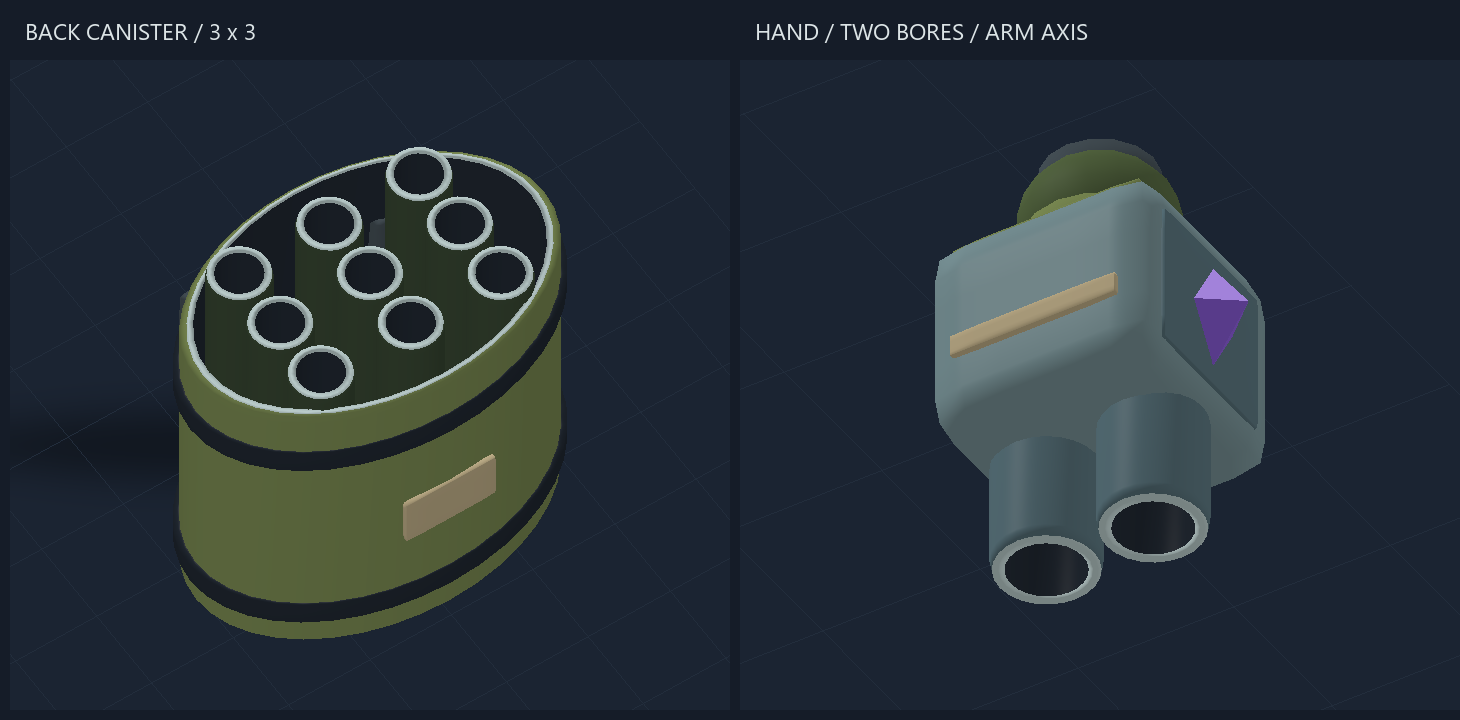 BACK CANISTER / 3 x 3
HAND / TWO BORES / ARM AXIS